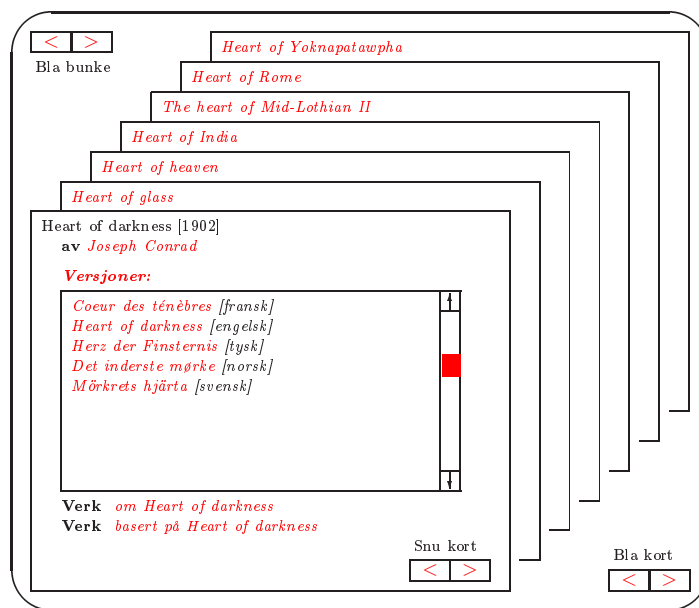 < >
Bla bunke
Heart of Yoknapatawpha
Heart of Rome
The heart of Mid-Lothian II
Heart of India
Heart of heaven
Heart of glass
Heart of darkness [1902]
av Joseph Conrad
Versjoner:
Coeur des ténèbres [fransk]
Heart of darkness [engelsk]
Herz der Finsternis [tysk]
Det inderste mørke [norsk]
Mörkrets hjärta [svensk]
Verk om Heart of darkness
Verk basert på Heart of darkness
Snu kort
< >
Bla kort
< >